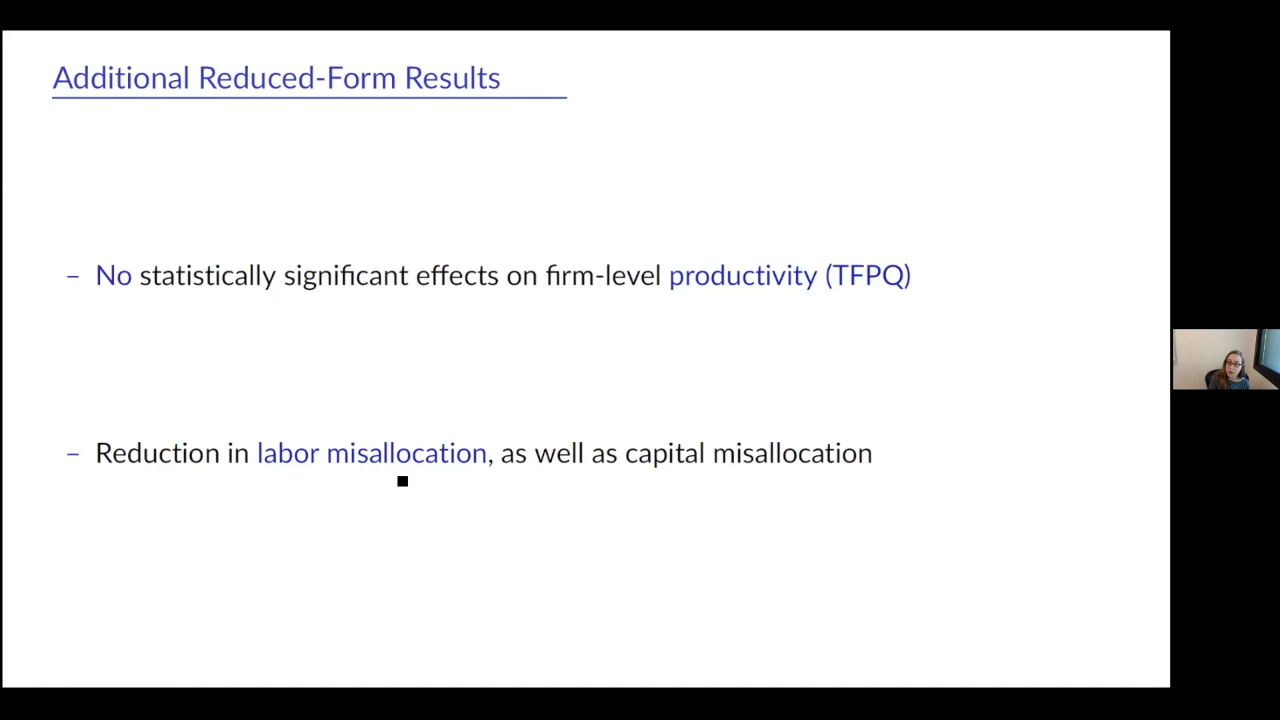 Additional Reduced-Form Results
– No statistically significant effects on firm-level productivity (TFPQ)
– Reduction in labor misallocation, as well as capital misallocation